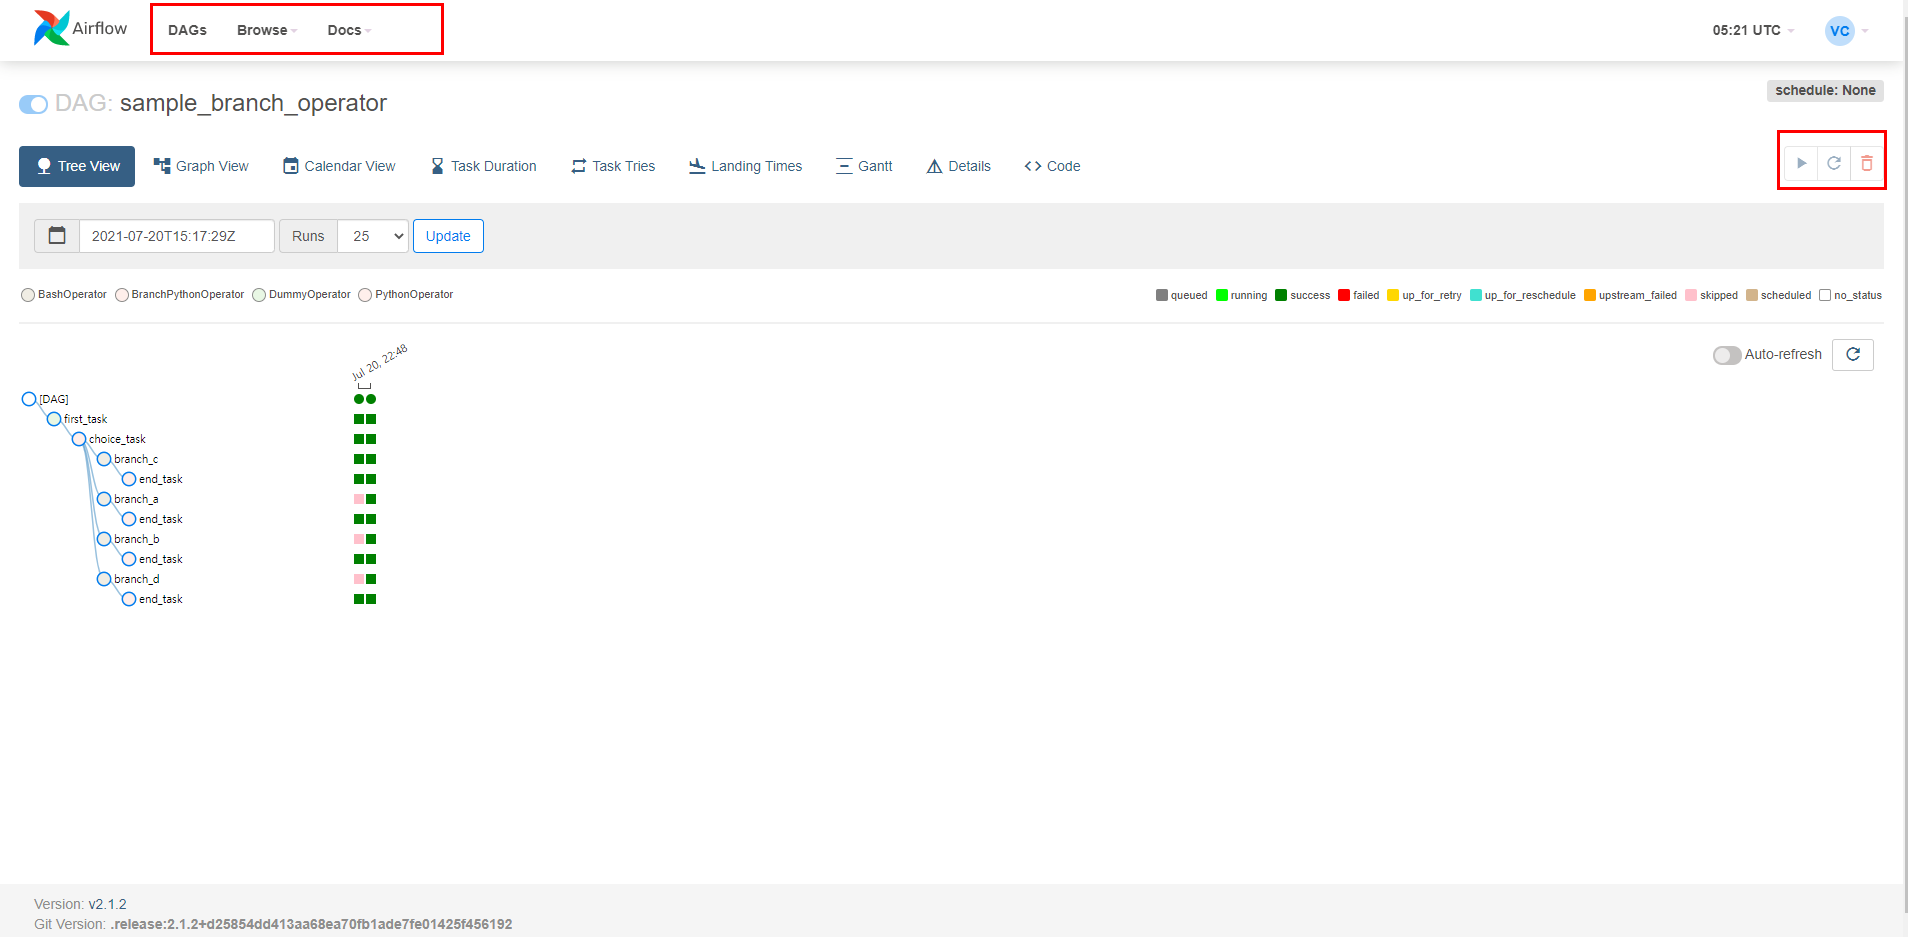 Airflow DAGs Browse Docs 05:21 UTC VC
DAG: sample_branch_operator
schedule: None
Tree View Graph View Calendar View Task Duration Task Tries Landing Times Gantt Details Code
2021-07-20T15:17:29Z Runs 25 Update
BashOperator BranchPythonOperator DummyOperator PythonOperator queued running success failed up_for_retry up_for_reschedule upstream_failed skipped scheduled no_status
Jul 20, 22:48
Auto-refresh
[DAG]
first_task
choice_task
branch_c
end_task
branch_a
end_task
branch_b
end_task
branch_d
end_task
Version: v2.1.2
Git Version: .release:2.1.2+d25854dd413aa68ea70fb1ade7fe01425f456192